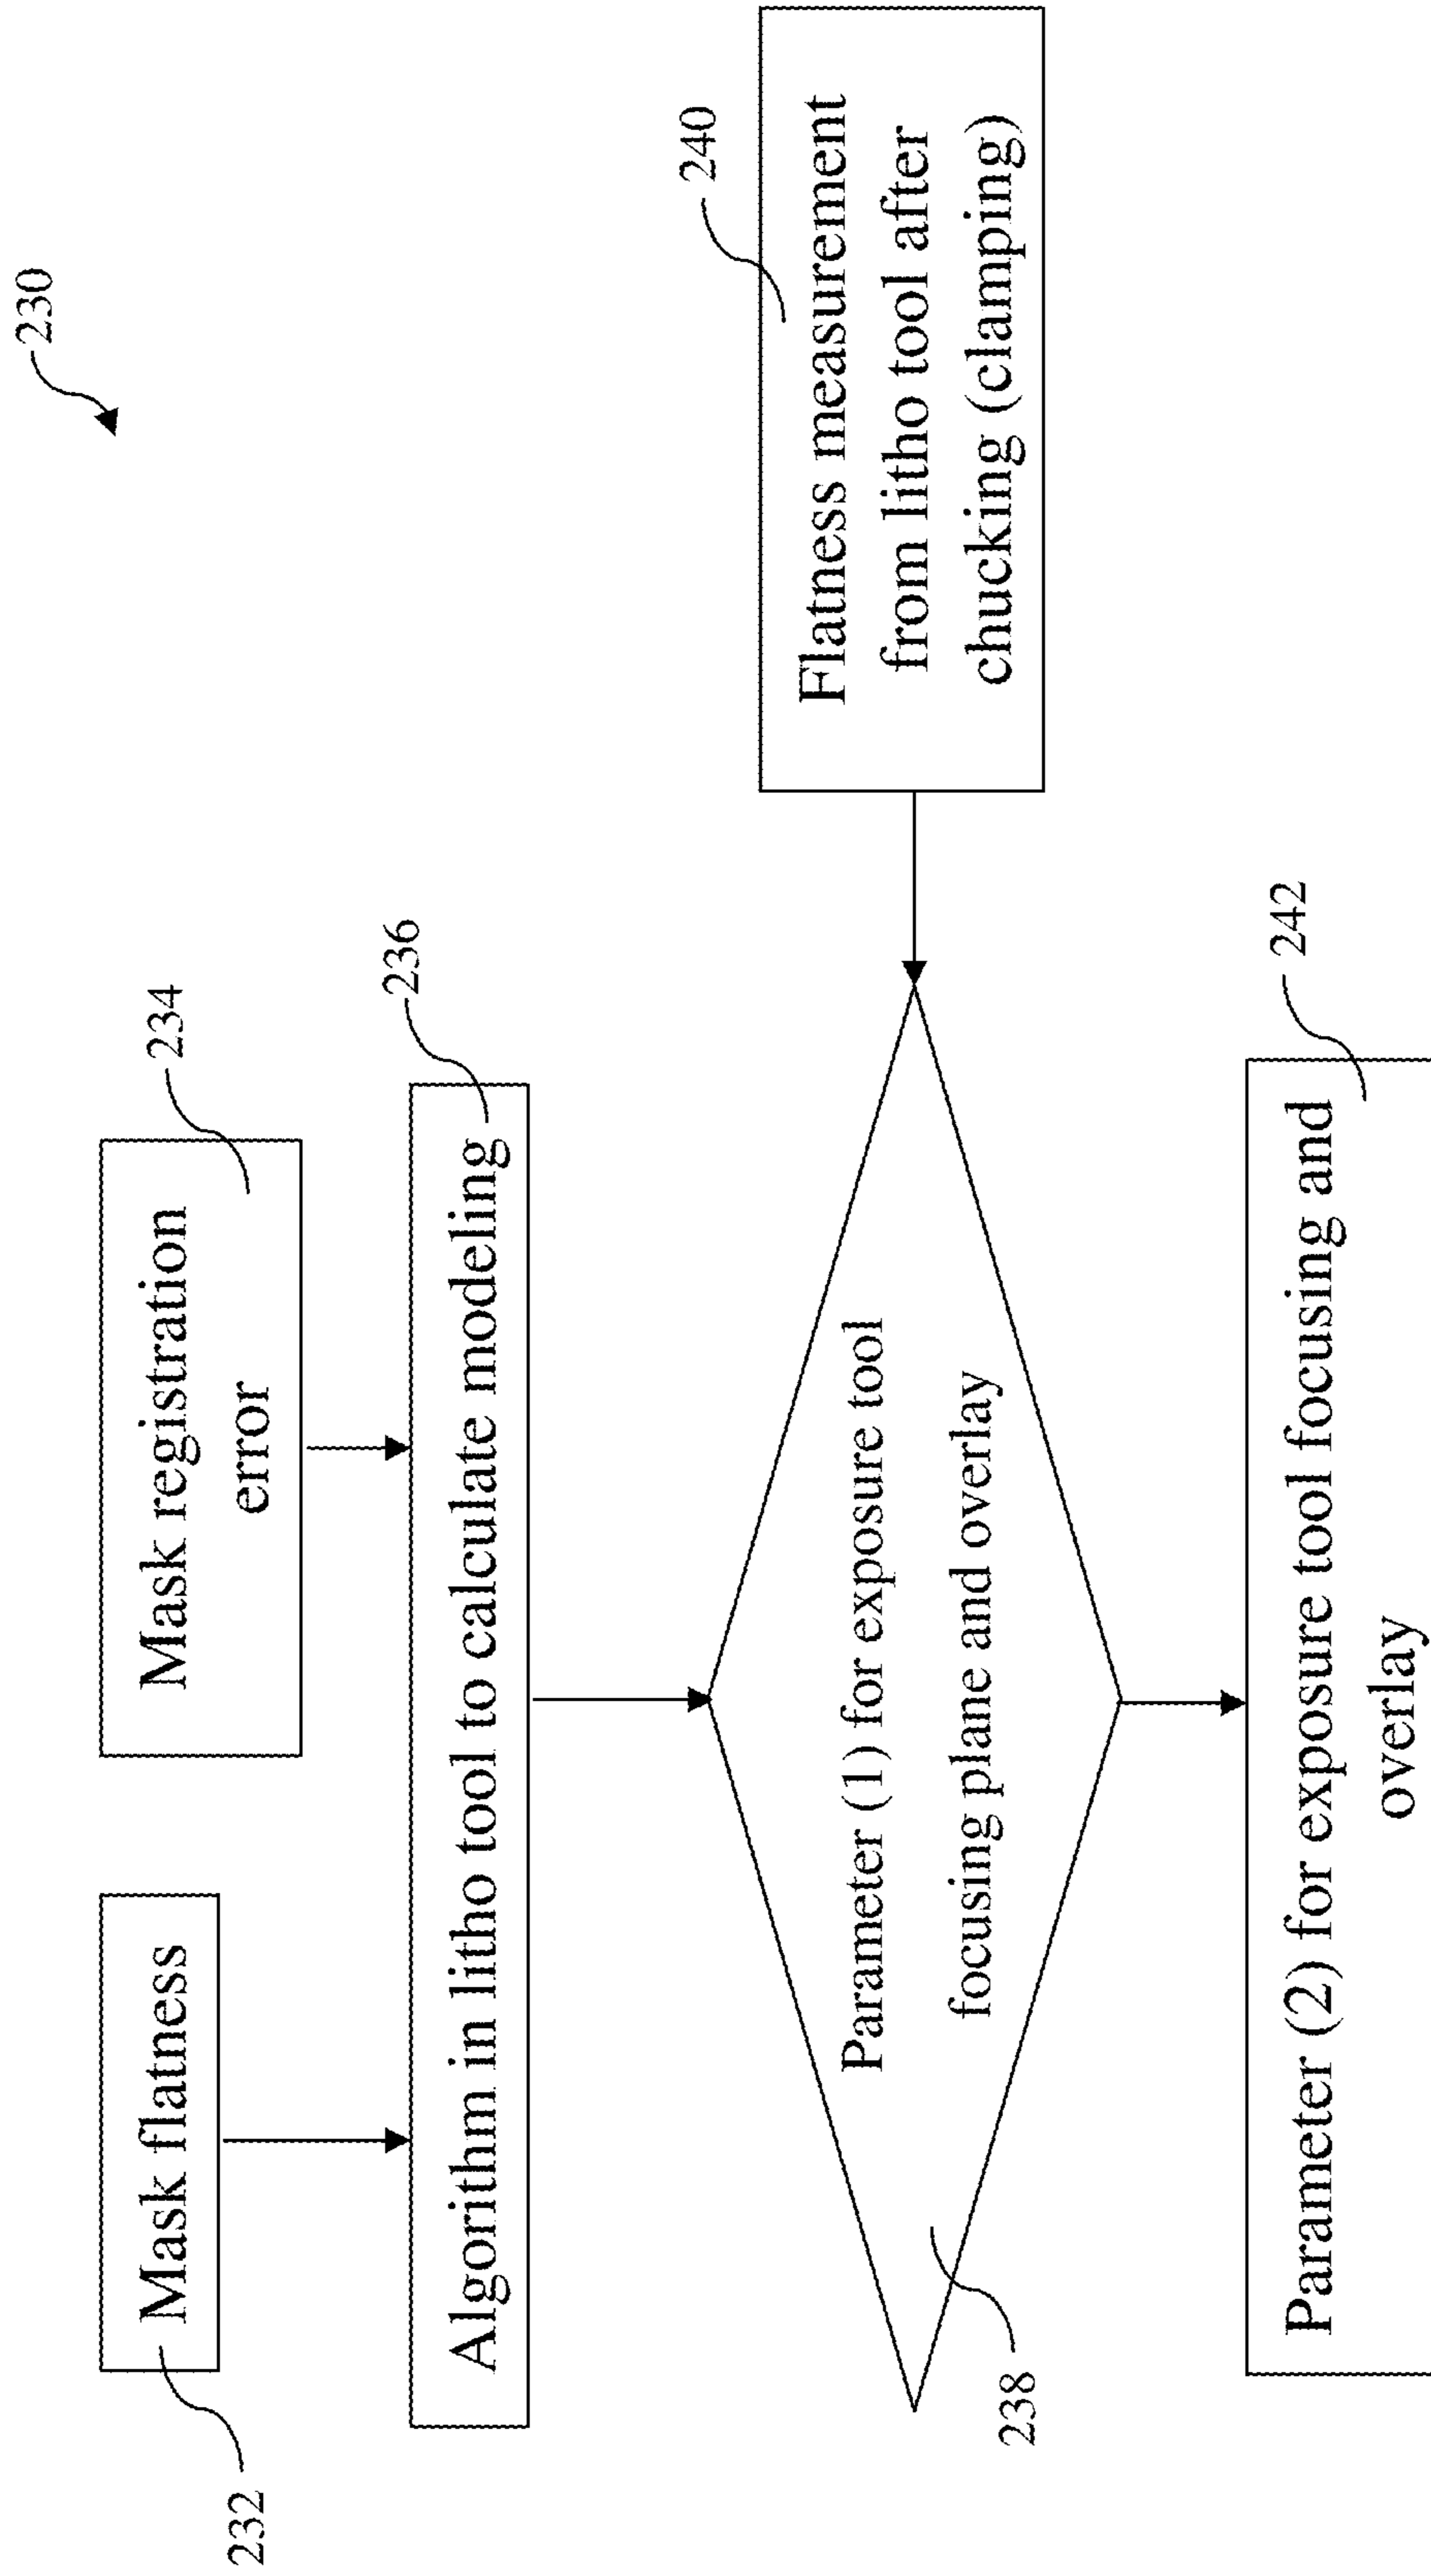 230
232
Mask flatness
Mask registration
error
234
Algorithm in litho tool to calculate modeling
236
Parameter (1) for exposure tool
focusing plane and overlay
238
240
Flatness measurement
from litho tool after
chucking (clamping)
Parameter (2) for exposure tool focusing and
overlay
242